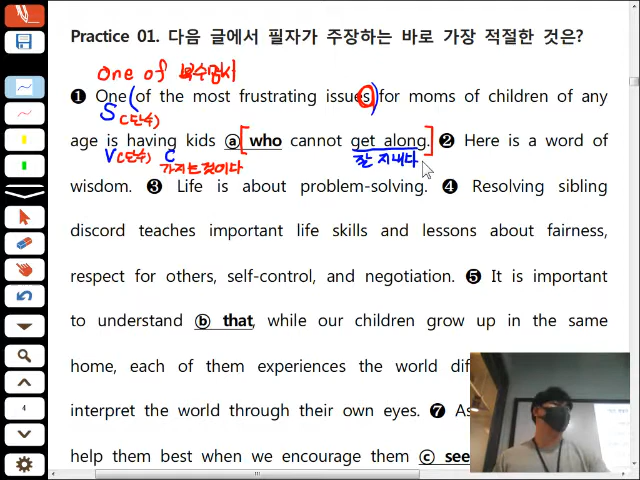 Practice 01. 다음 글에서 필자가 주장하는 바로 가장 적절한 것은?
One of 복수명사
❶ One (of the most frustrating issues) for moms of children of any
S (단수)
age is having kids ⓐ [who cannot get along.] ❷ Here is a word of
V (단수) C 가지는 것이다 잘 지내다
wisdom. ❸ Life is about problem-solving. ❹ Resolving sibling
discord teaches important life skills and lessons about fairness,
respect for others, self-control, and negotiation. ❺ It is important
to understand ⓑ that, while our children grow up in the same
home, each of them experiences the world
interpret the world through their own eyes. ❼
help them best when we encourage them ⓒ see
4